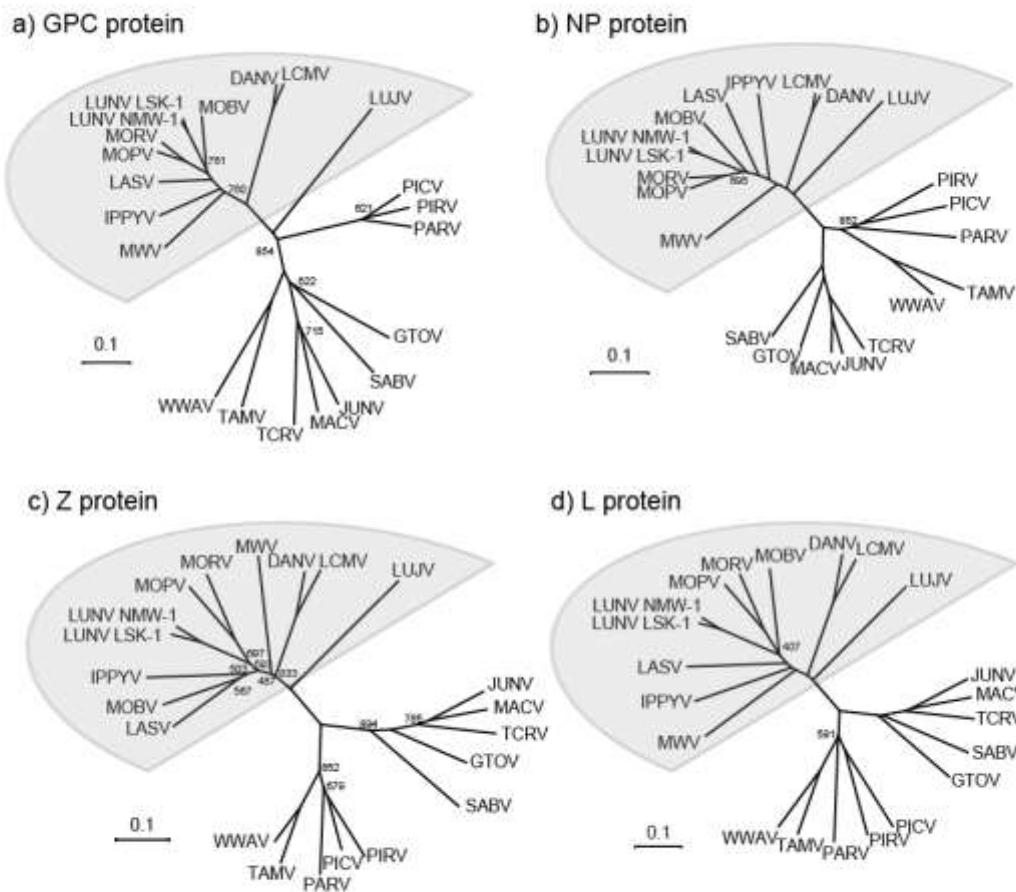 a) GPC protein
LUNV LSK-1
LUNV NMW-1
MORV
MOPV
LASV
IPPYV
MWV
MOBV
DANV
LCMV
LUJV
761
760
PICV
PIRV
PARV
621
854
622
715
GTOV
SABV
JUNV
MACV
TCRV
TAMV
WWAV
0.1
b) NP protein
IPPYV
LCMV
DANV
LUJV
LASV
MOBV
LUNV NMW-1
LUNV LSK-1
MORV
MOPV
MWV
PIRV
PICV
PARV
TAMV
WWAV
SABV
GTOV
MACV
JUNV
TCRV
0.1
c) Z protein
MWV
MORV
DANV
LCMV
MOPV
LUJV
LUNV NMW-1
LUNV LSK-1
IPPYV
MOBV
LASV
567
487
JUNV
MACV
TCRV
GTOV
SABV
852
679
WWAV
TAMV
PARV
PICV
PIRV
0.1
d) L protein
DANV
LCMV
MOBV
MORV
MOPV
LUJV
LUNV NMW-1
LUNV LSK-1
407
LASV
IPPYV
MWV
JUNV
MACV
TCRV
SABV
GTOV
591
WWAV
TAMV
PARV
PIRV
PICV
0.1